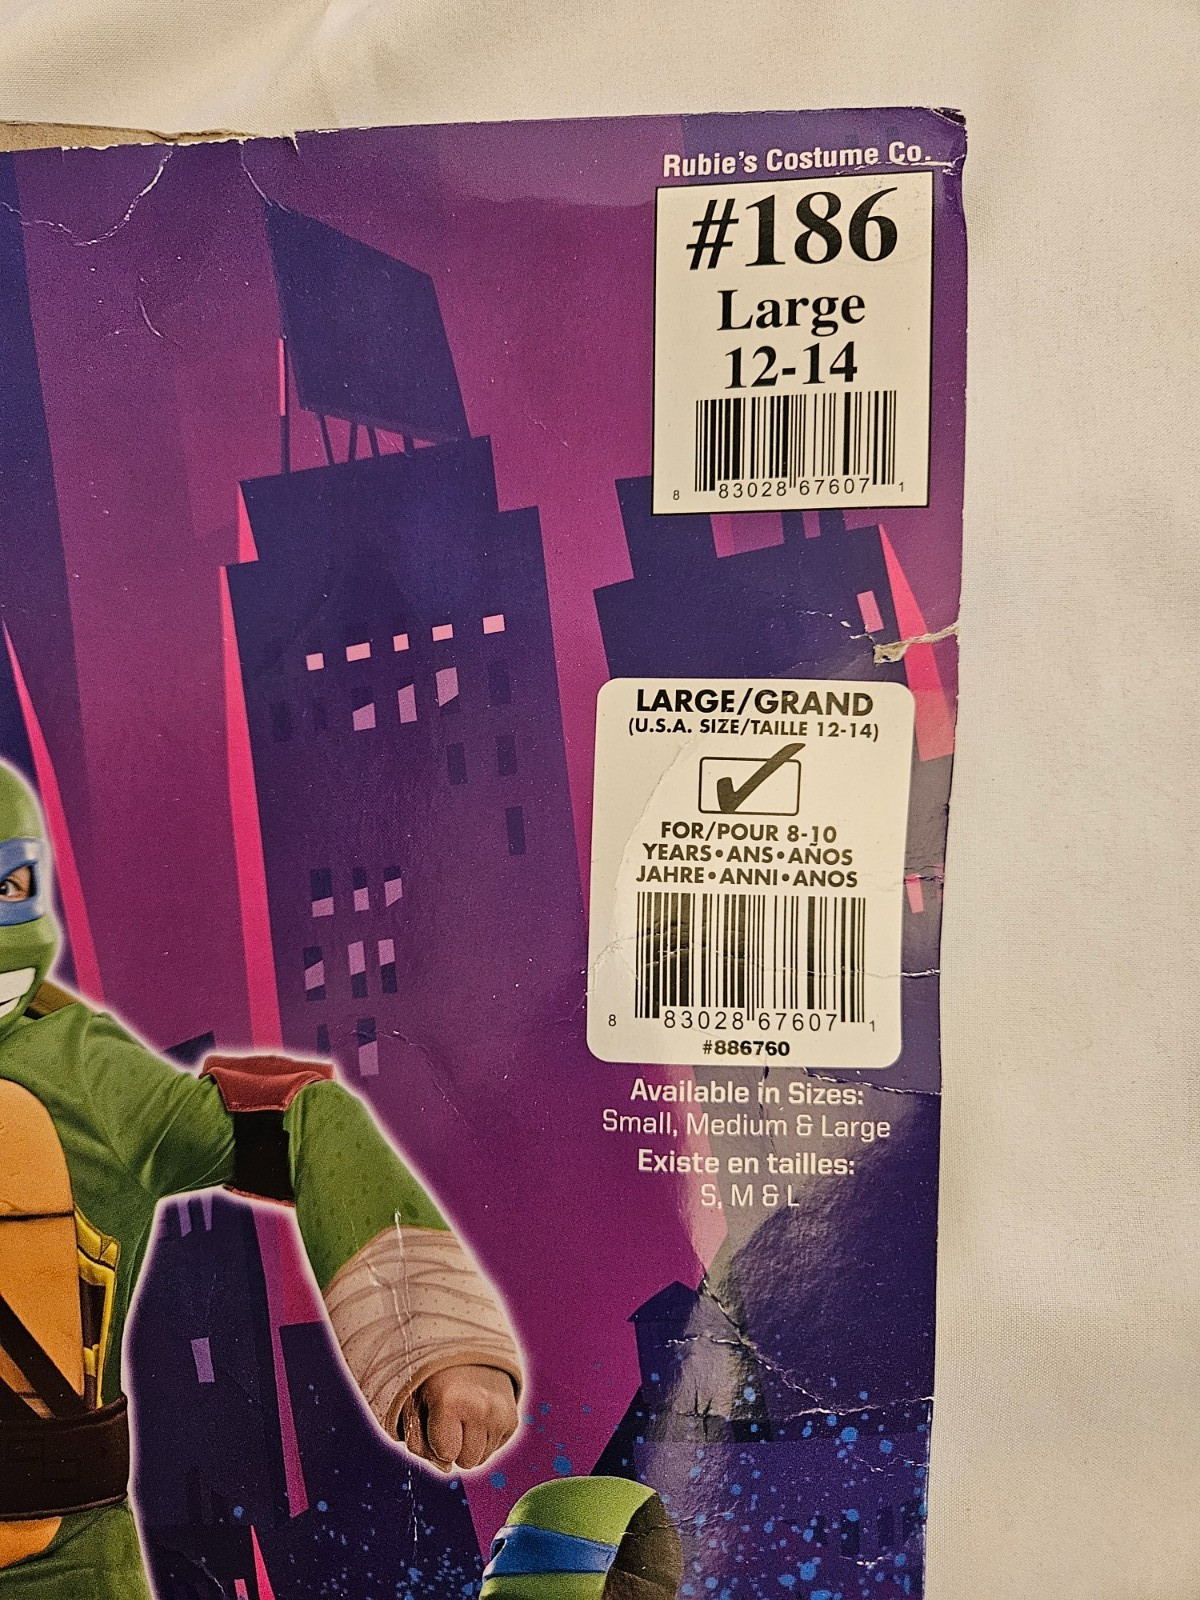 Rubie's Costume Co.
#186
Large
12-14
8 83028 67607 1
LARGE/GRAND
(U.S.A. SIZE/TAILLE 12-14)
FOR/POUR 8-10
YEARS•ANS•AÑOS
JAHRE•ANNI•ANOS
8 83028 67607 1
#886760
Available in Sizes:
Small, Medium & Large
Existe en tailles:
S, M & L